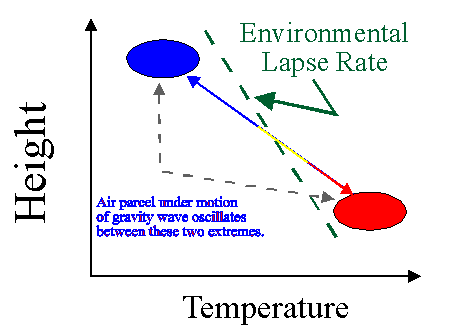 Environmental
Lapse Rate
Height
Air parcel under motion
of gravity wave oscillates
between these two extremes.
Temperature